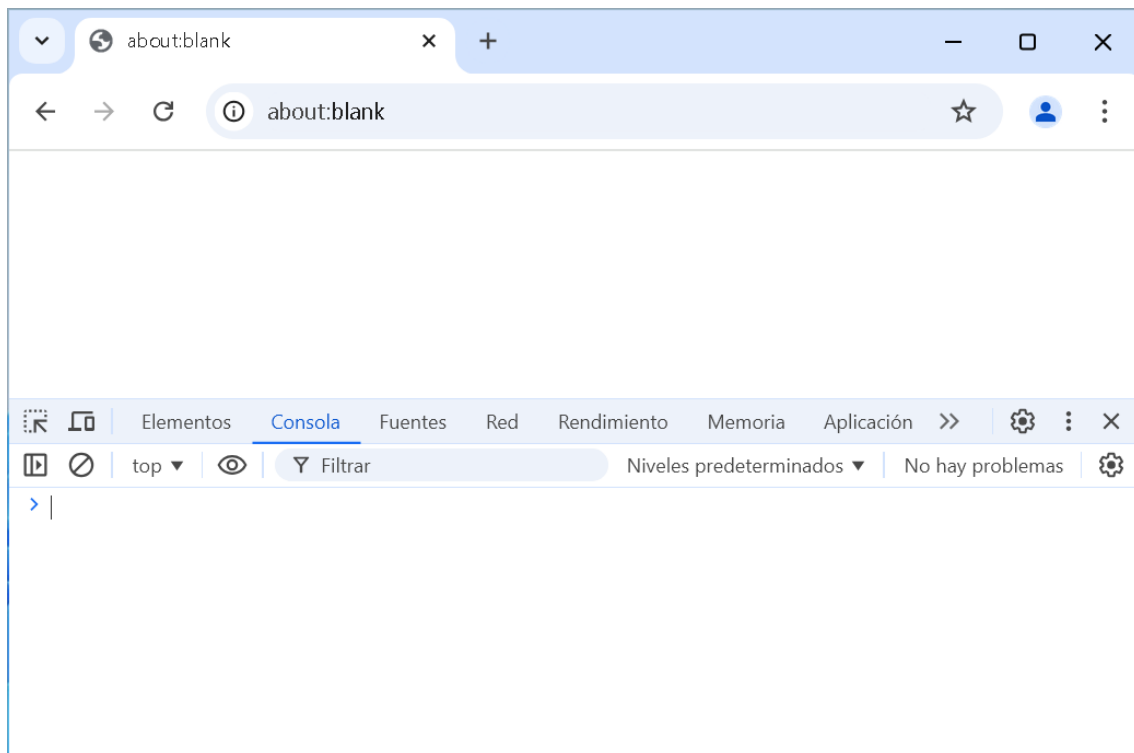 about:blank
about:blank
Elementos Consola Fuentes Red Rendimiento Memoria Aplicación
top Filtrar Niveles predeterminados No hay problemas